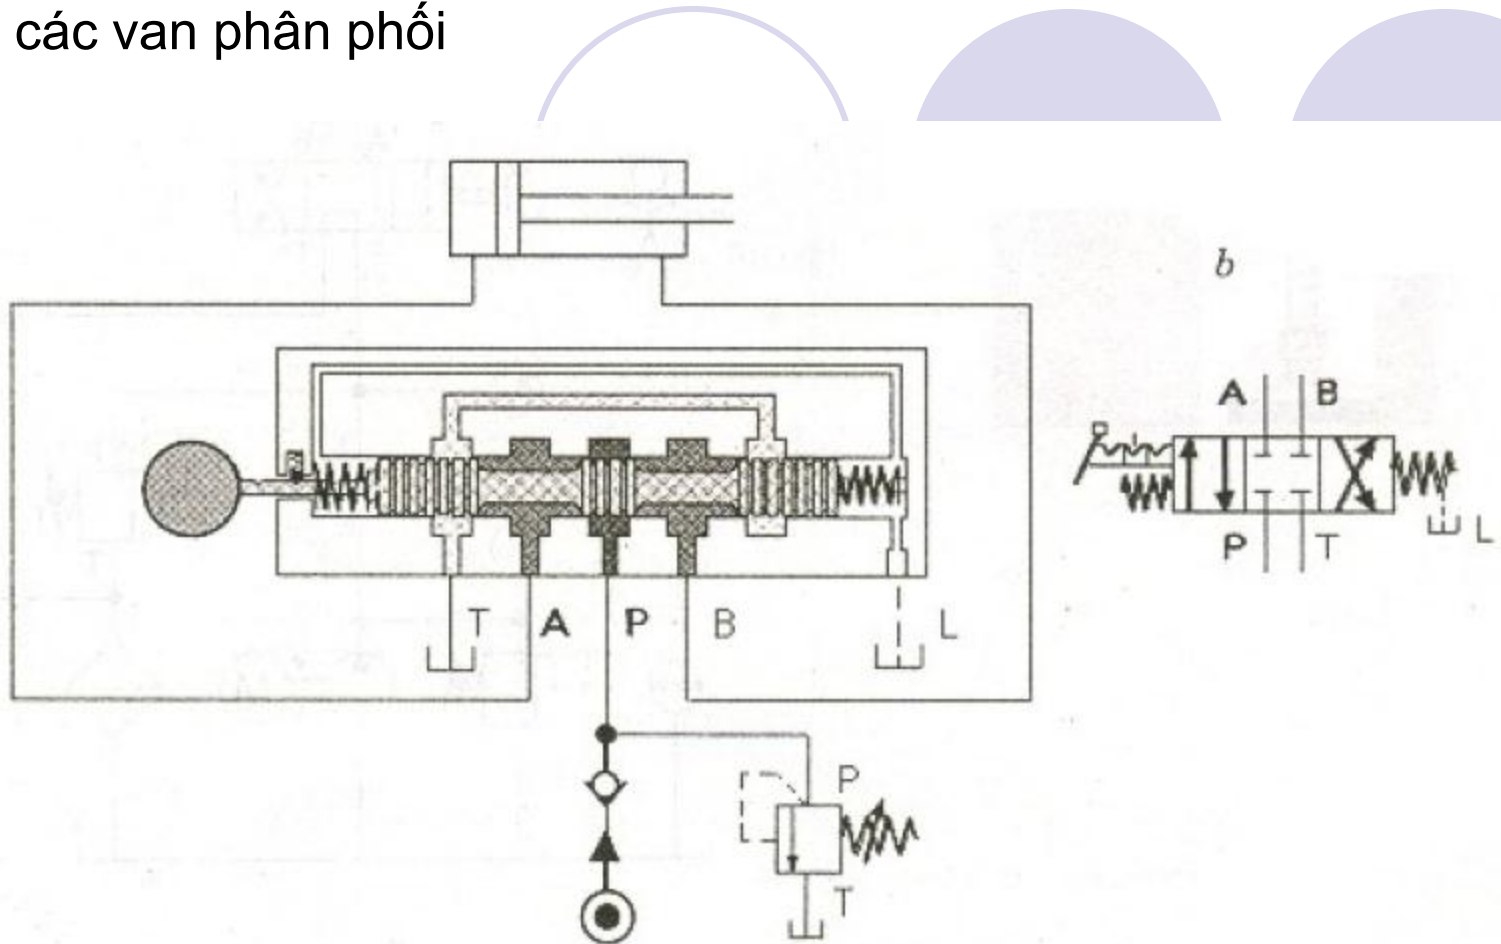 các van phân phối
b
A B
P T
L
T A P B L
P
T